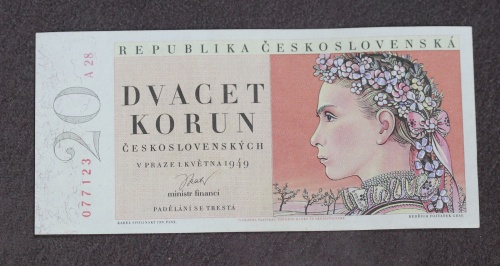 REPUBLIKA ČESKOSLOVENSKÁ
20
A 28
077123
DVACET
KORUN
ČESKOSLOVENSKÝCH
V PRAZE 1. KVĚTNA 1949
ministr financí
PADĚLÁNÍ SE TRESTÁ